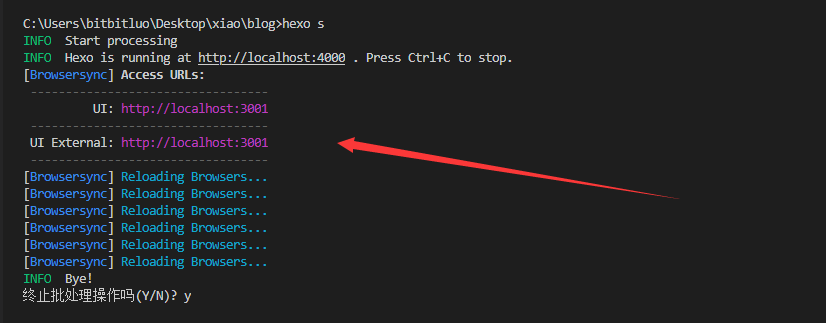 C:\Users\bitbitluo\Desktop\xiao\blog>hexo s
INFO  Start processing
INFO  Hexo is running at http://localhost:4000 . Press Ctrl+C to stop.
[Browsersync] Access URLs:
---------------------------------
UI: http://localhost:3001
---------------------------------
UI External: http://localhost:3001
---------------------------------
[Browsersync] Reloading Browsers...
[Browsersync] Reloading Browsers...
[Browsersync] Reloading Browsers...
[Browsersync] Reloading Browsers...
[Browsersync] Reloading Browsers...
[Browsersync] Reloading Browsers...
INFO  Bye!
终止批处理操作吗(Y/N)? y